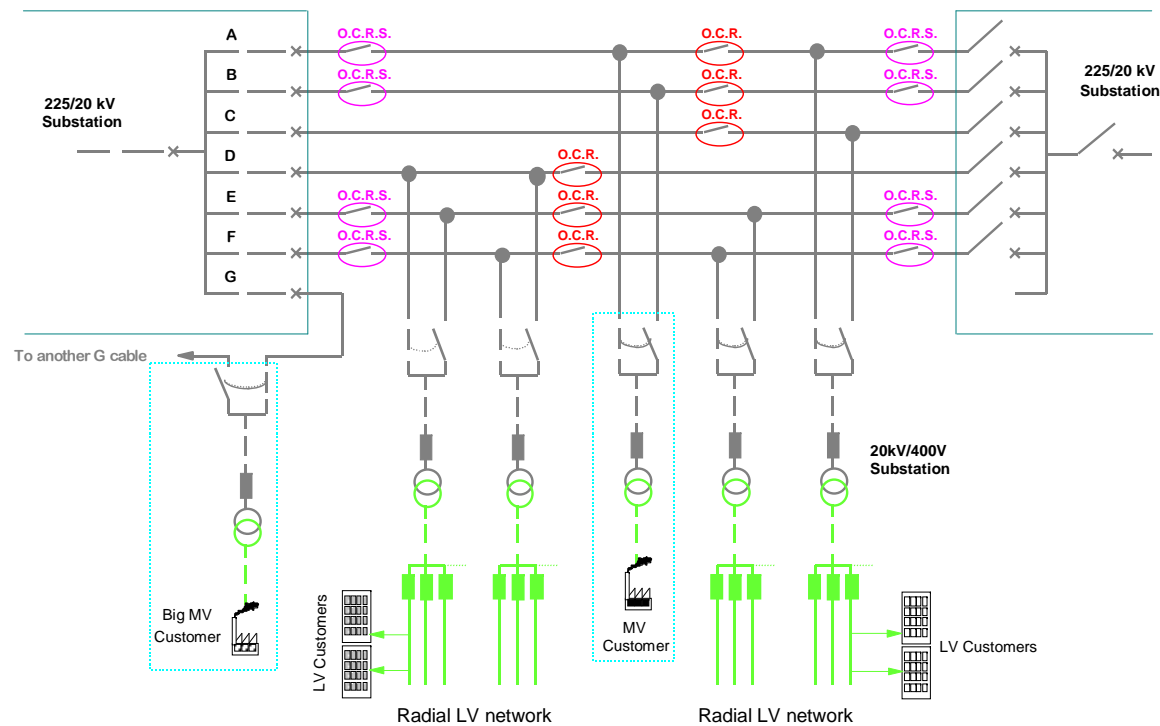 A
O.C.R.S.
O.C.R.
O.C.R.S.
B
O.C.R.S.
O.C.R.
O.C.R.S.
225/20 kV
Substation
225/20 kV
Substation
C
O.C.R.
D
O.C.R.
E
O.C.R.S.
O.C.R.
O.C.R.S.
F
O.C.R.S.
O.C.R.
O.C.R.S.
G
To another G cable
20kV/400V
Substation
Big MV
Customer
LV Customers
MV
Customer
LV Customers
Radial LV network
Radial LV network